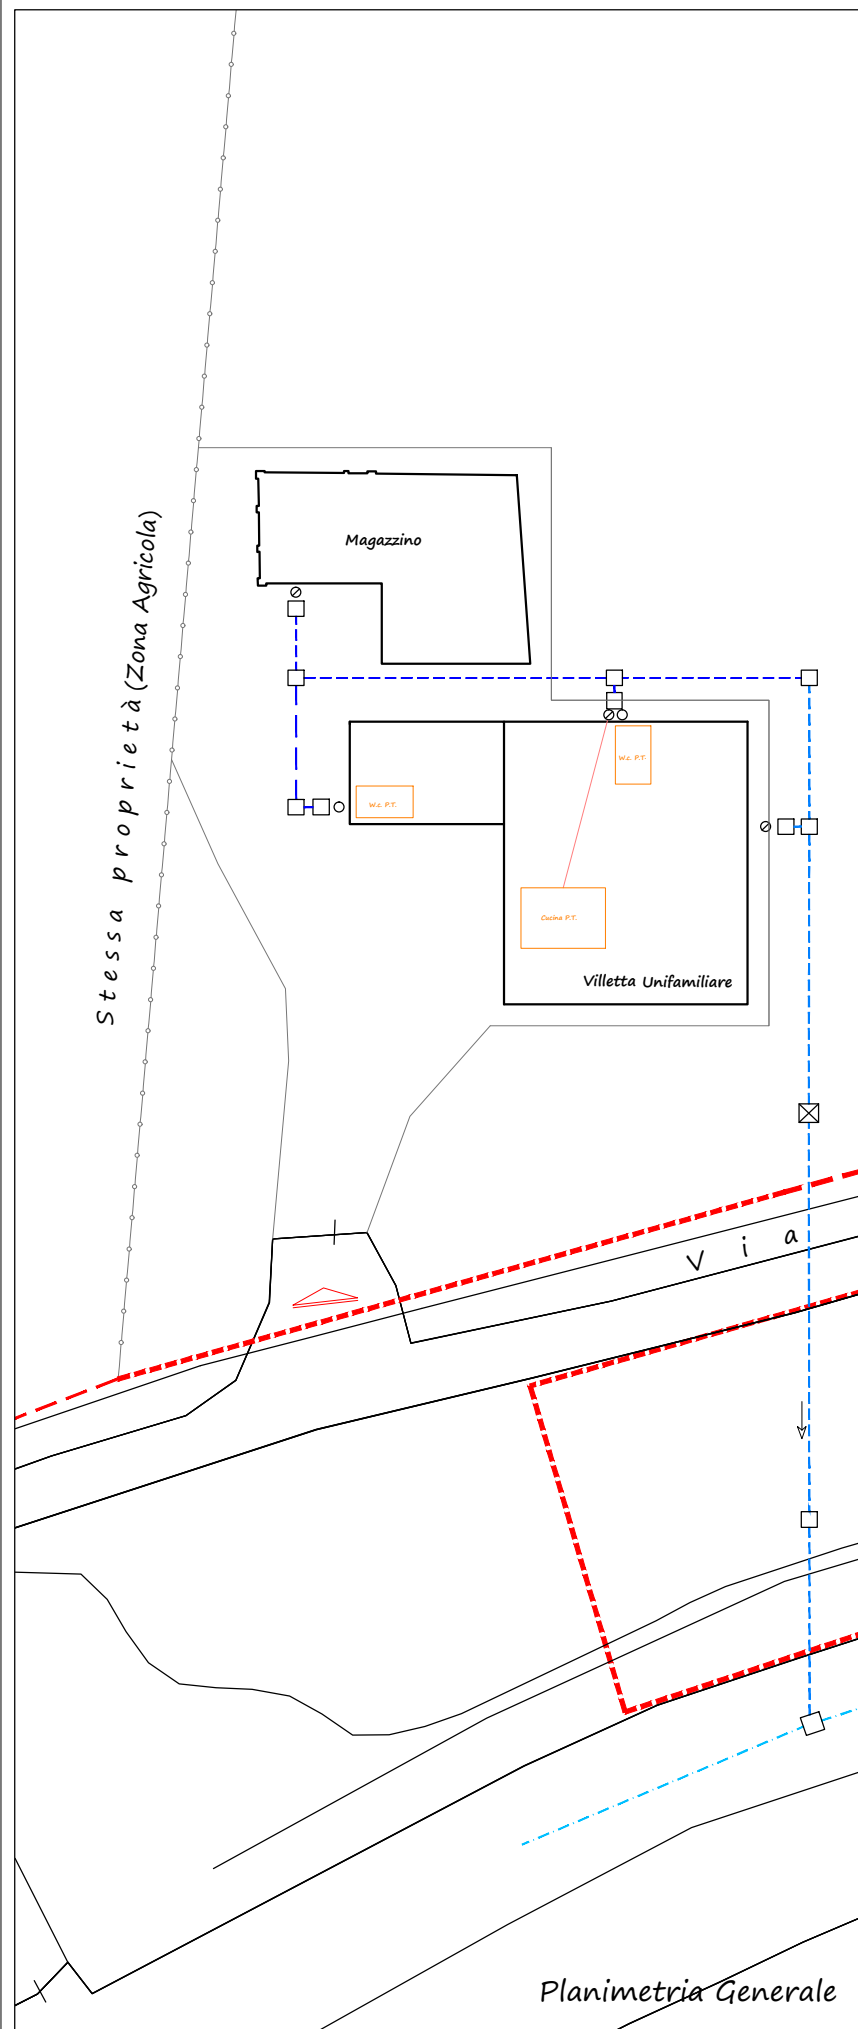 Magazzino
Stessa proprietà (Zona Agricola)
W.c. P.T.
W.c. P.T.
Cucina P.T.
Villetta Unifamiliare
Via
Planimetria Generale